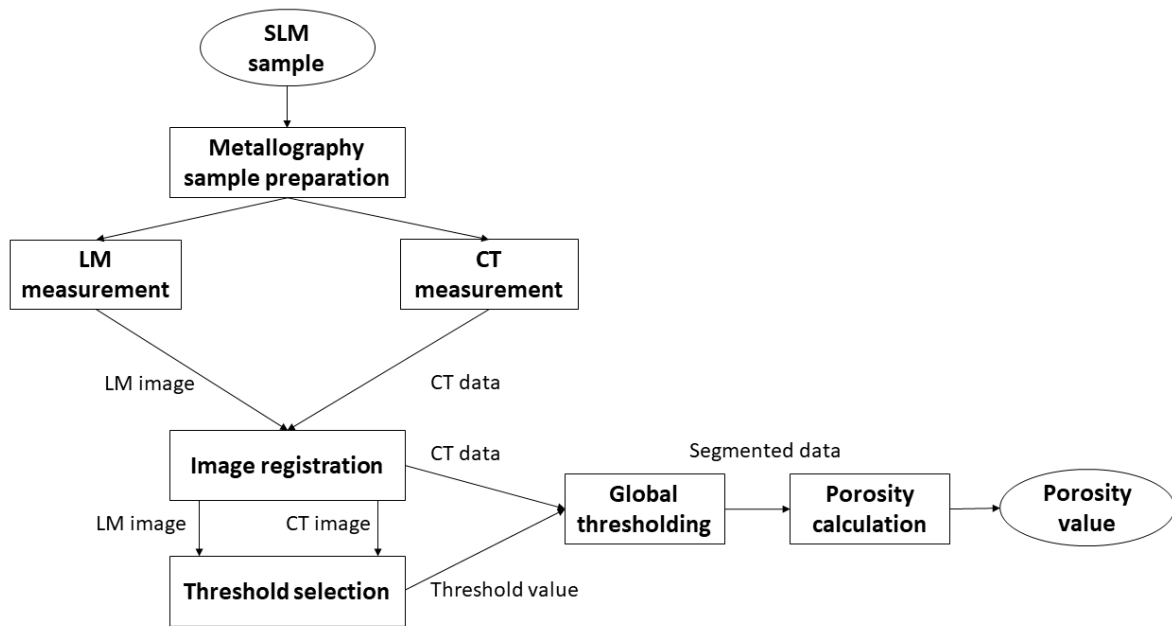 SLM
sample
Metallography
sample preparation
LM
measurement
CT
measurement
LM image
CT data
Image registration
CT data
Segmented data
Global
thresholding
Porosity
calculation
Porosity
value
LM image
CT image
Threshold selection
Threshold value